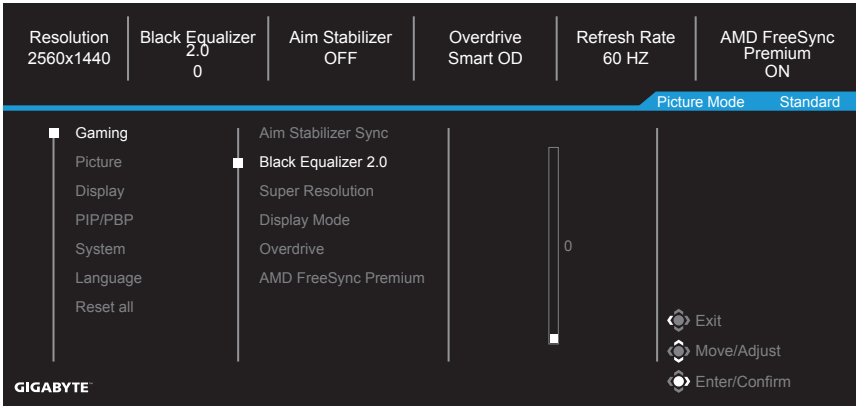 Resolution
2560x1440
Black Equalizer
2.0
0
Aim Stabilizer
OFF
Overdrive
Smart OD
Refresh Rate
60 HZ
AMD FreeSync
Premium
ON
Picture Mode Standard
Gaming
Picture
Display
PIP/PBP
System
Language
Reset all
Aim Stabilizer Sync
Black Equalizer 2.0
Super Resolution
Display Mode
Overdrive
AMD FreeSync Premium
0
Exit
Move/Adjust
Enter/Confirm
GIGABYTE™